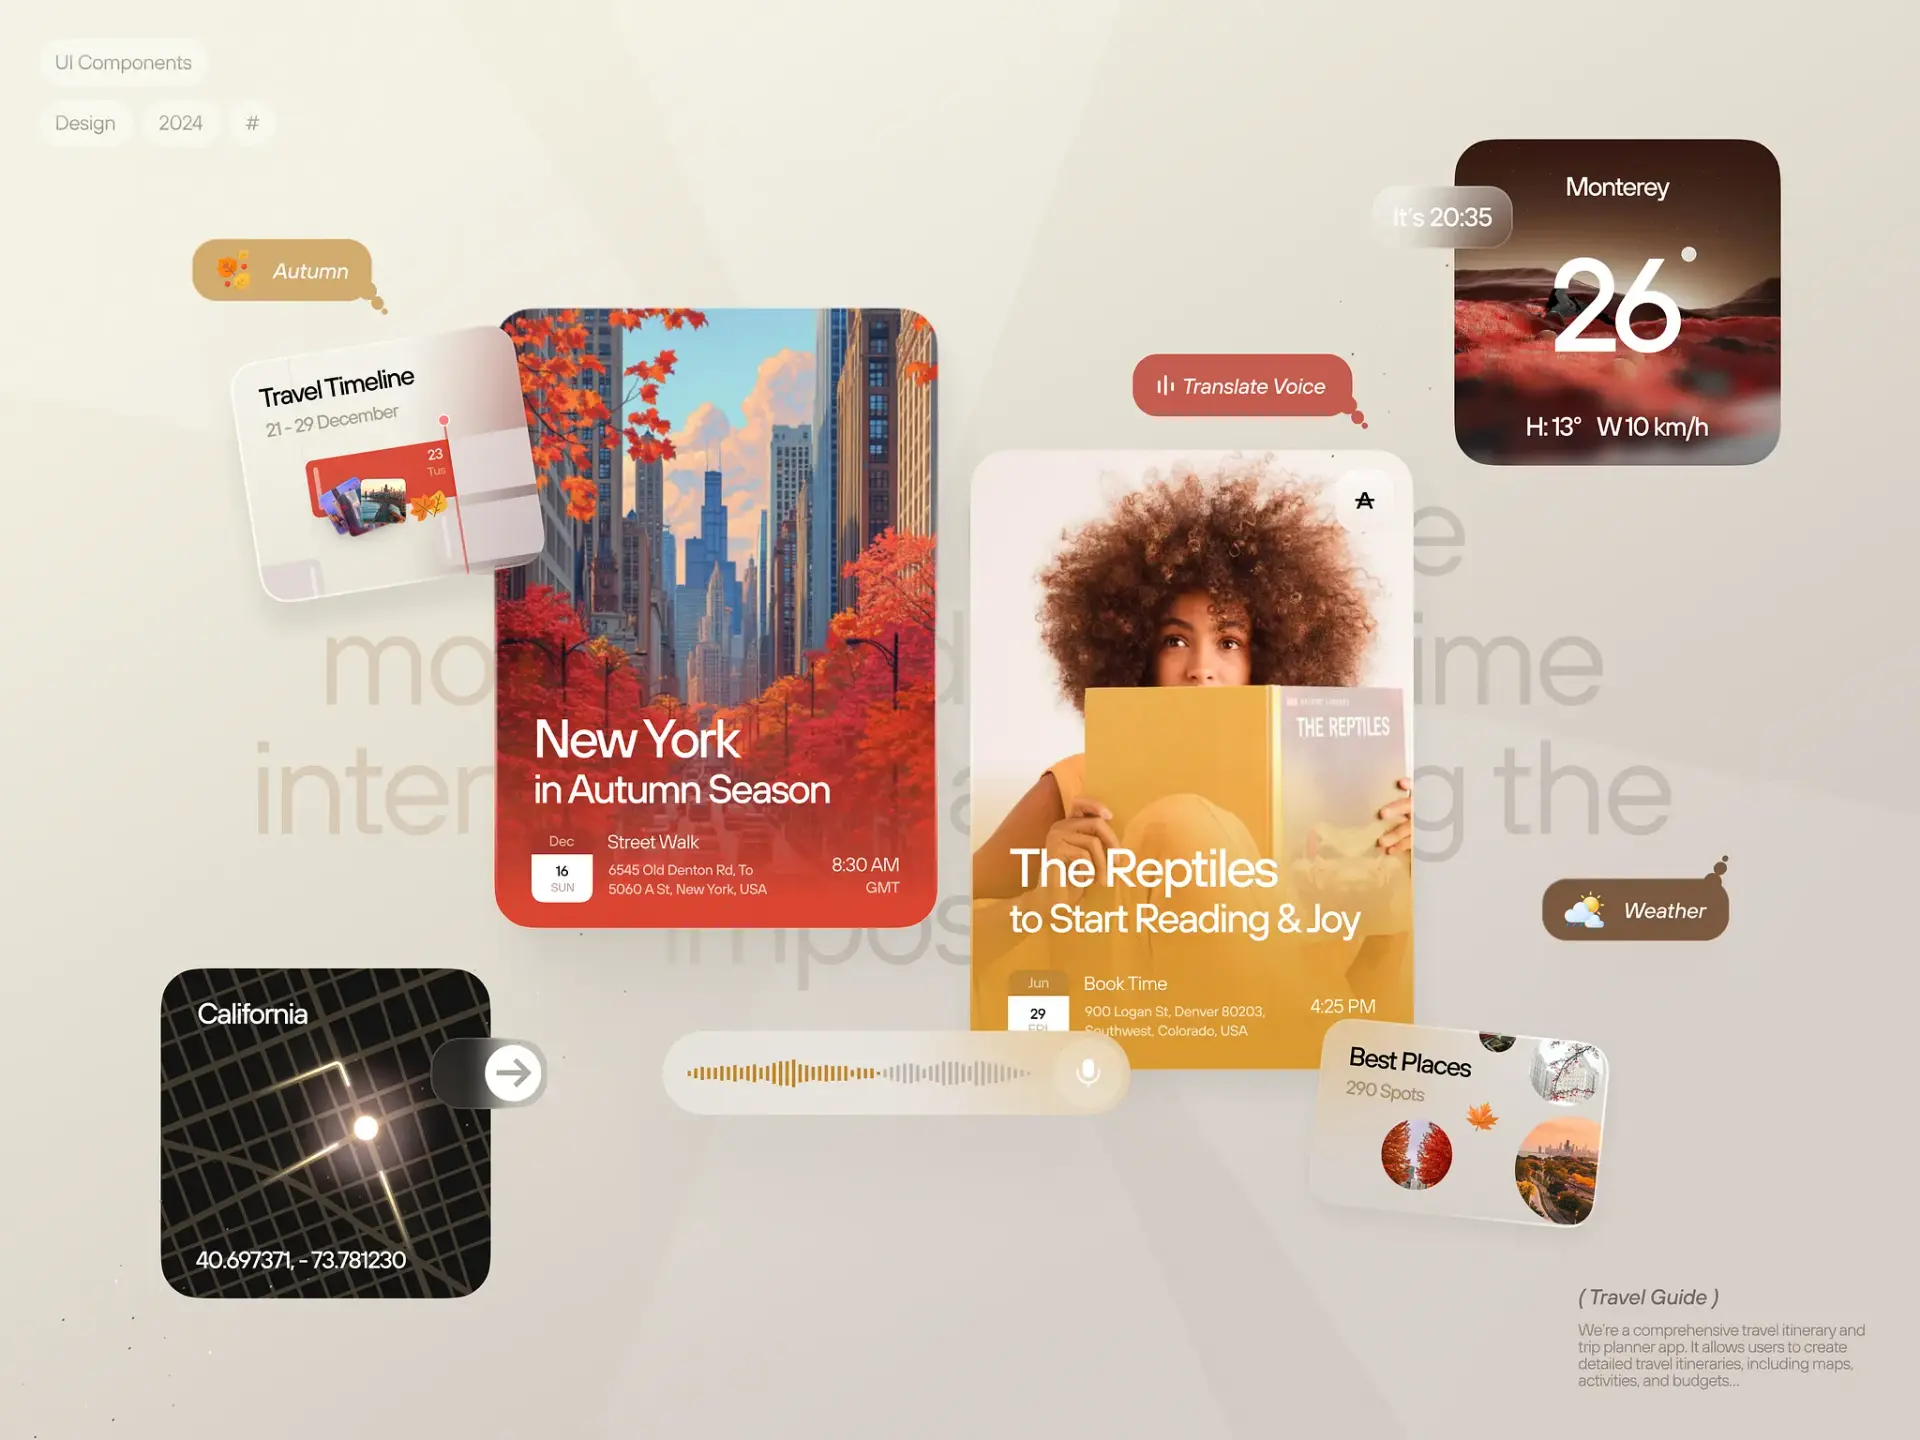 UI Components
Design
2024
#
Autumn
Travel Timeline
21 - 29 December
23
Tus
New York
in Autumn Season
Dec
16
SUN
Street Walk
6545 Old Denton Rd, To
5060 A St, New York, USA
8:30 AM
GMT
Translate Voice
THE REPTILES
The Reptiles
to Start Reading & Joy
Jun
29
FRI
Book Time
900 Logan St, Denver 80203,
Southwest, Colorado, USA
4:25 PM
It's 20:35
Monterey
26°
H: 13° W 10 km/h
the
Weather
California
40.697371, - 73.781230
Best Places
290 Spots
( Travel Guide )
We're a comprehensive travel itinerary and
trip planner app. It allows users to create
detailed travel itineraries, including maps,
activities, and budgets...